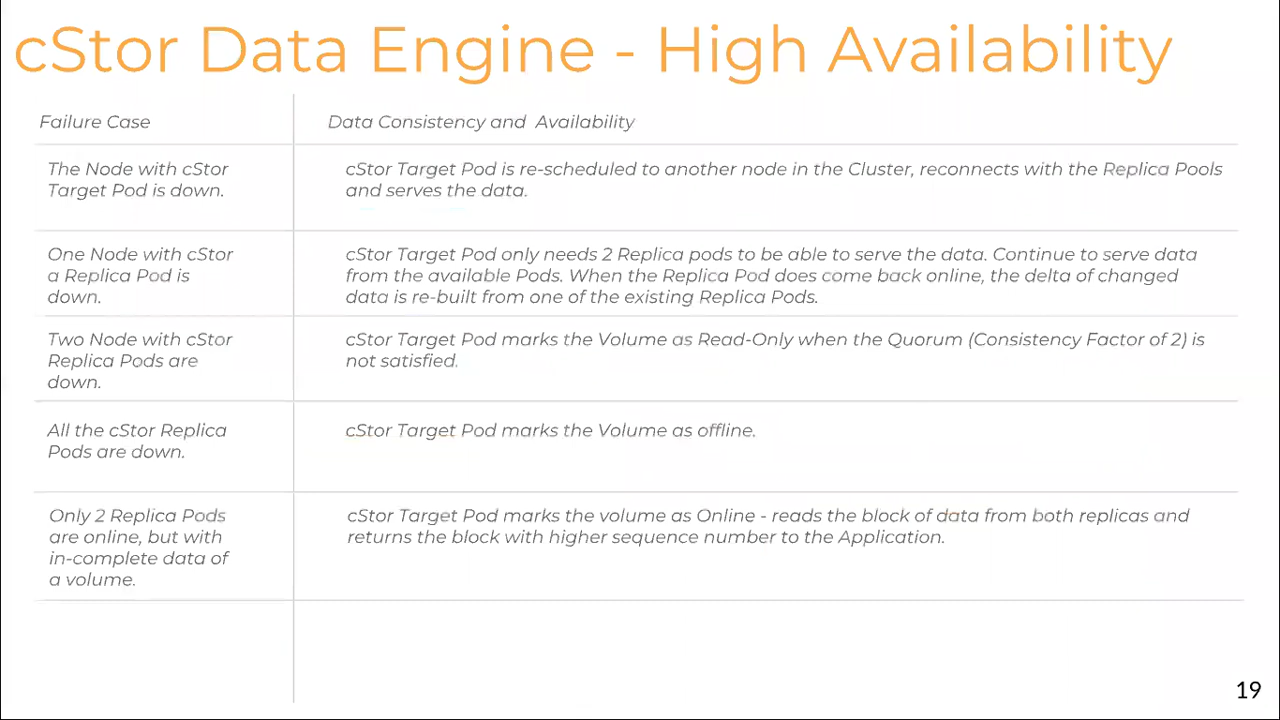 cStor Data Engine - High Availability
Failure Case
Data Consistency and Availability
The Node with cStor
Target Pod is down.
cStor Target Pod is re-scheduled to another node in the Cluster, reconnects with the Replica Pools
and serves the data.
One Node with cStor
a Replica Pod is
down.
cStor Target Pod only needs 2 Replica pods to be able to serve the data. Continue to serve data
from the available Pods. When the Replica Pod does come back online, the delta of changed
data is re-built from one of the existing Replica Pods.
Two Node with cStor
Replica Pods are
down.
cStor Target Pod marks the Volume as Read-Only when the Quorum (Consistency Factor of 2) is
not satisfied.
All the cStor Replica
Pods are down.
cStor Target Pod marks the Volume as offline.
Only 2 Replica Pods
are online, but with
in-complete data of
a volume.
cStor Target Pod marks the volume as Online - reads the block of data from both replicas and
returns the block with higher sequence number to the Application.
19